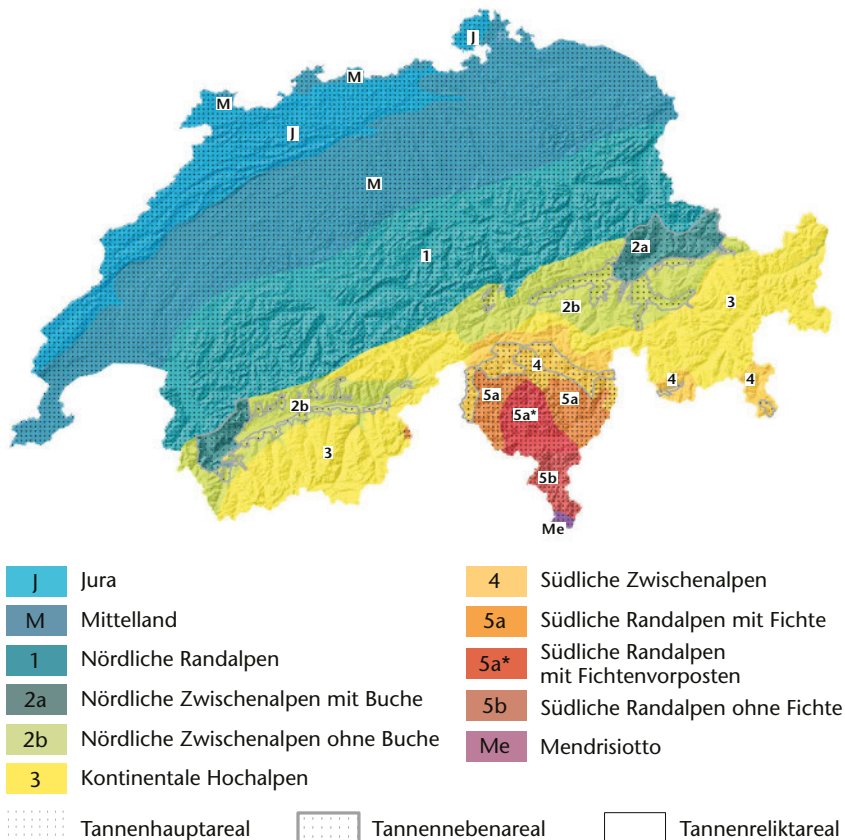 J
M
M
J
M
1
2a
2b
3
4
4
4
5a
5a
5a*
2b
3
5b
Me
J Jura
M Mittelland
1 Nördliche Randalpen
2a Nördliche Zwischenalpen mit Buche
2b Nördliche Zwischenalpen ohne Buche
3 Kontinentale Hochalpen
4 Südliche Zwischenalpen
5a Südliche Randalpen mit Fichte
5a* Südliche Randalpen
mit Fichtenvorposten
5b Südliche Randalpen ohne Fichte
Me Mendrisiotto
Tannenhauptareal
Tannennebenareal
Tannenreliktareal